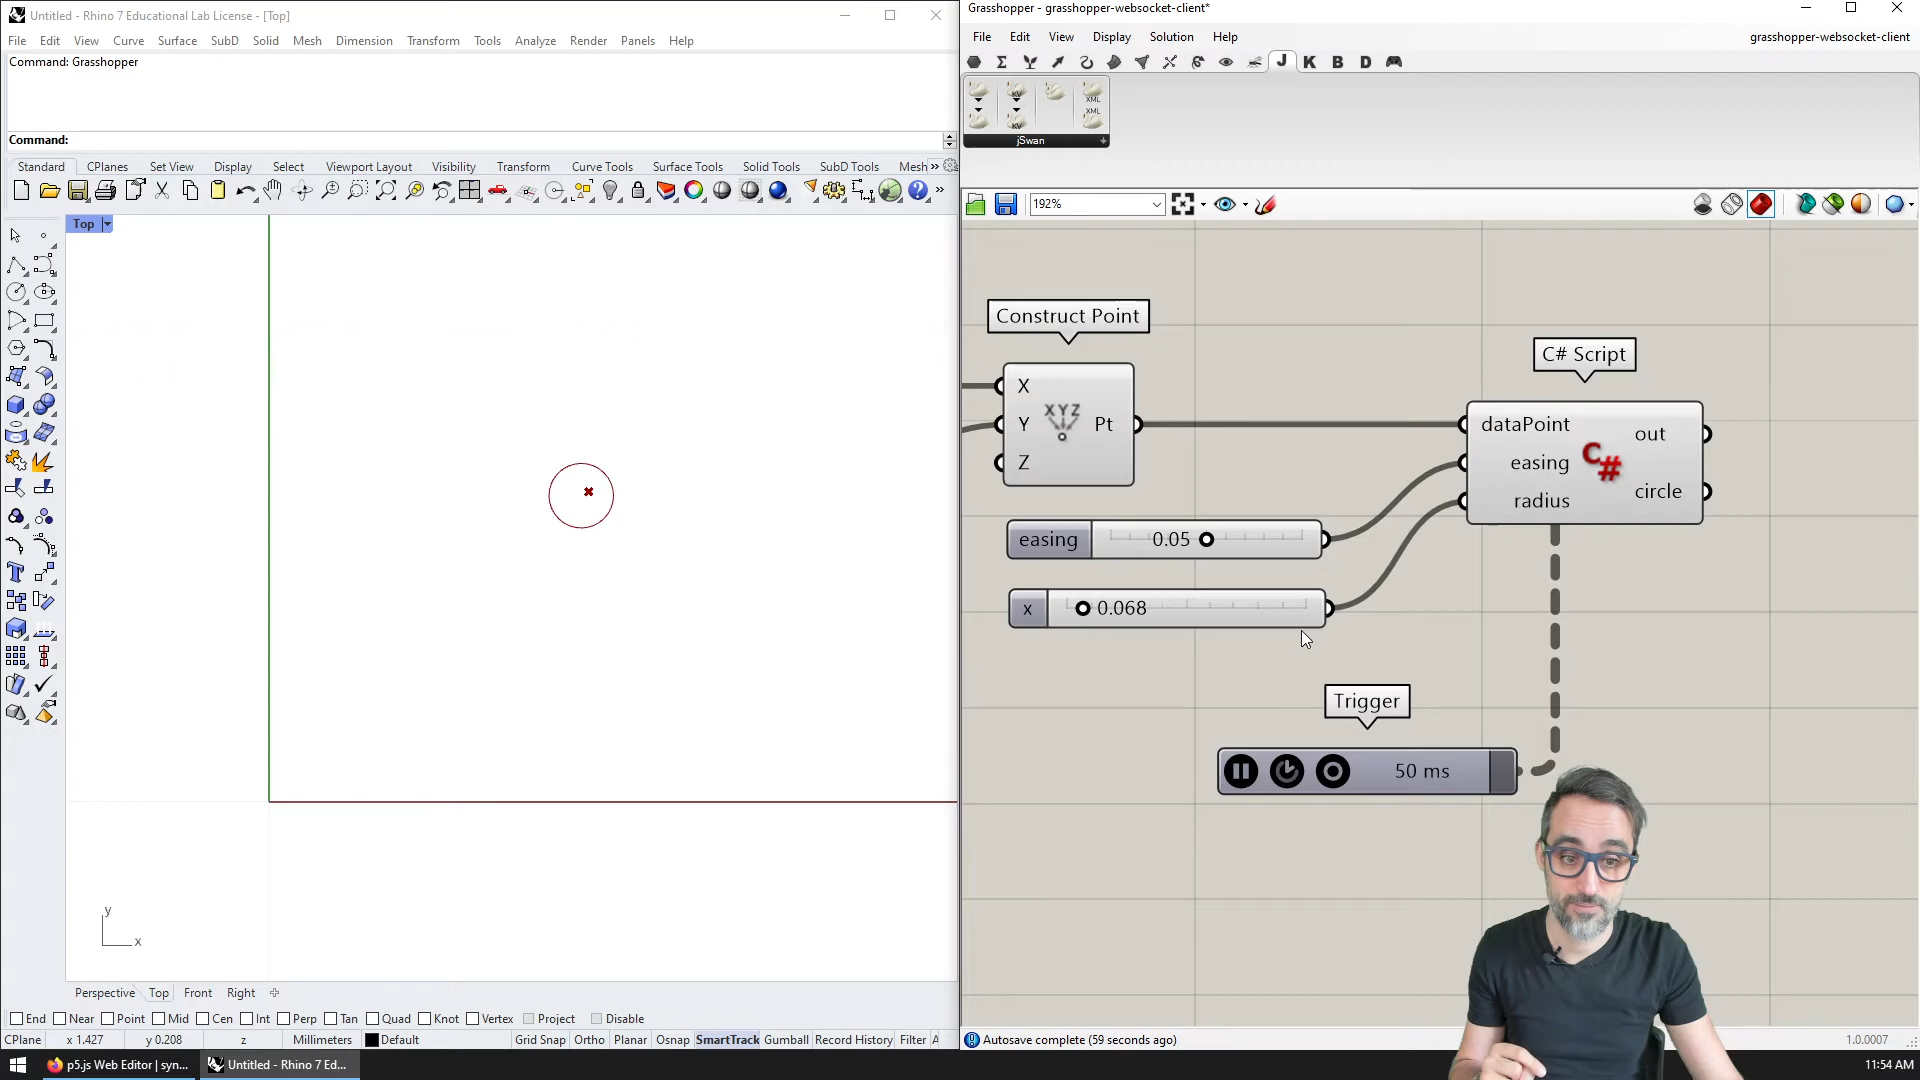 Untitled - Rhino 7 Educational Lab License - [Top]
File Edit View Curve Surface SubD Solid Mesh Dimension Transform Tools Analyze Render Panels Help
Command: Grasshopper
Command:
Standard CPlanes Set View Display Select Viewport Layout Visibility Transform Curve Tools Surface Tools Solid Tools SubD Tools Mesh »
Top
y
x
Perspective Top Front Right
End Near Point Mid Cen Int Perp Tan Quad Knot Vertex Project Disable
CPlane x 1.427 y 0.208 z Millimeters Default Grid Snap Ortho Planar Osnap SmartTrack Gumball Record History Filter A
Grasshopper - grasshopper-websocket-client*
File Edit View Display Solution Help grasshopper-websocket-client
J K B D
KV XML
KV XML
jSwan
192%
Construct Point
X
Y
Z
X Y Z
Pt
C# Script
dataPoint
easing
radius
C#
out
circle
easing 0.05
x 0.068
Trigger
50 ms
Autosave complete (59 seconds ago) 1.0.0007
p5.js Web Editor | syn... Untitled - Rhino 7 Ed... 11:54 AM